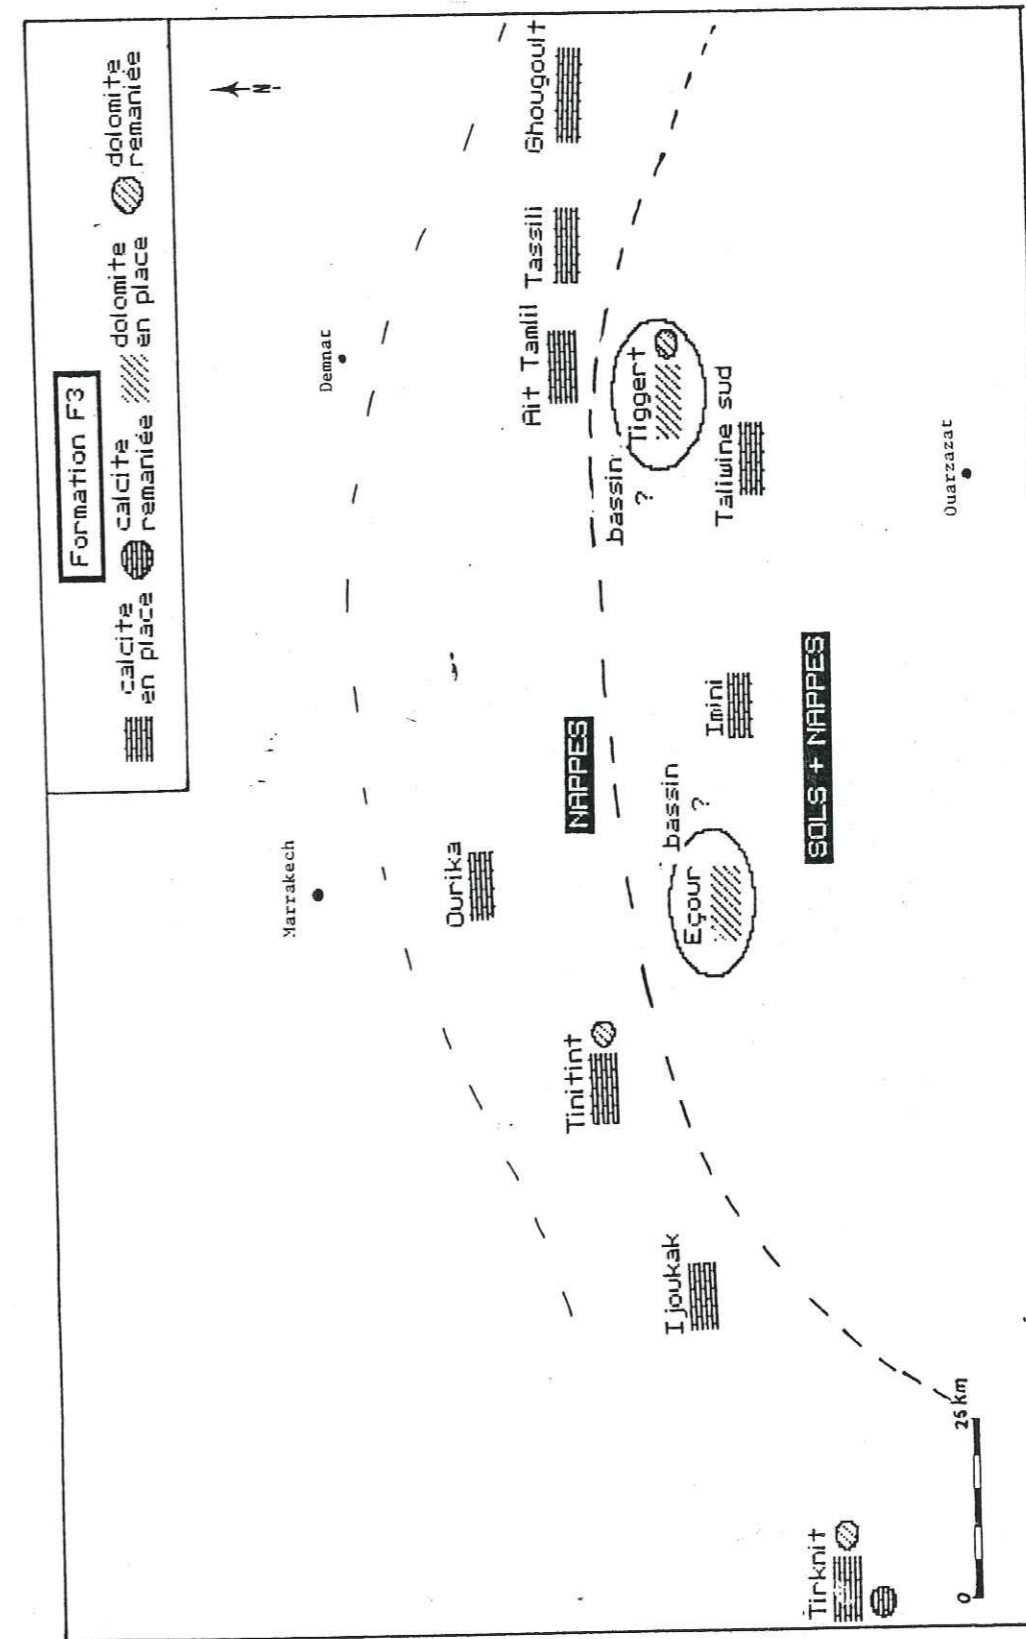 Formation F3
calcite
en place
calcite
remaniée
dolomite
en place
dolomite
remaniée
N
Marrakech
Demnat
Ourika
Ait Tamlil
Tassili
Ghougoult
NAPPES
Tinitint
bassin
?
Tiggert
Ijoukak
Eçour
bassin
?
Imini
Taliwine sud
SOLS + NAPPES
Ouarzazat
Tirknit
0
25 km